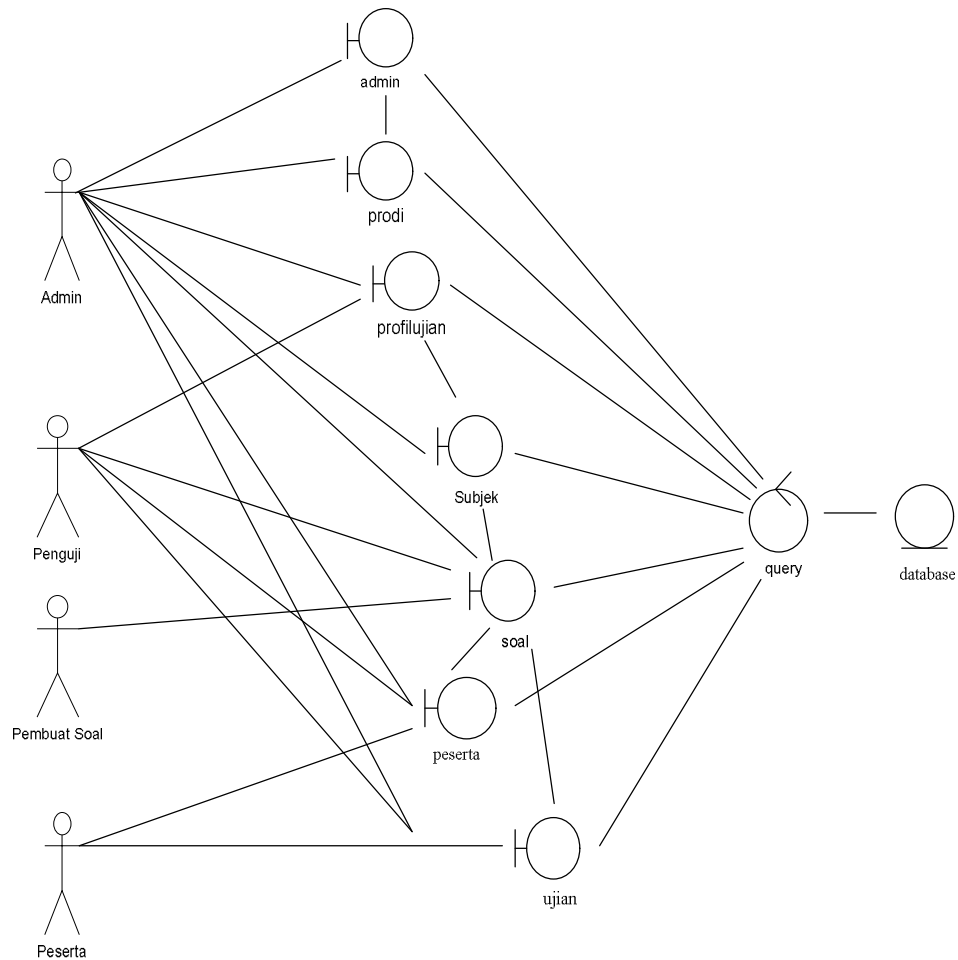 admin
prodi
Admin
profilujian
Subjek
Penguji
query
database
soal
Pembuat Soal
peserta
ujian
Peserta